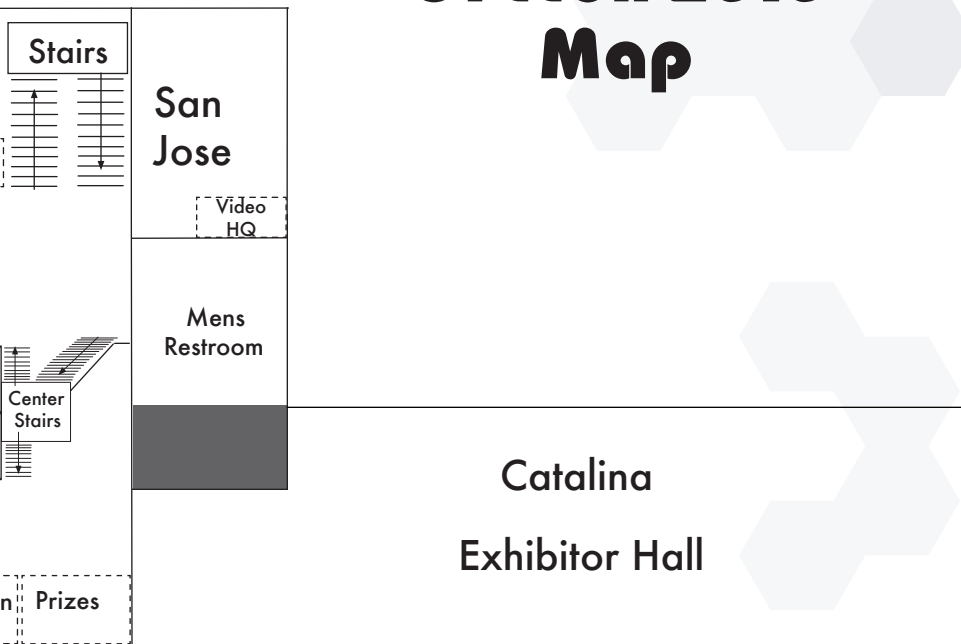 Map
Stairs
San
Jose
Video
HQ
Mens
Restroom
Center
Stairs
Catalina
Exhibitor Hall
Prizes